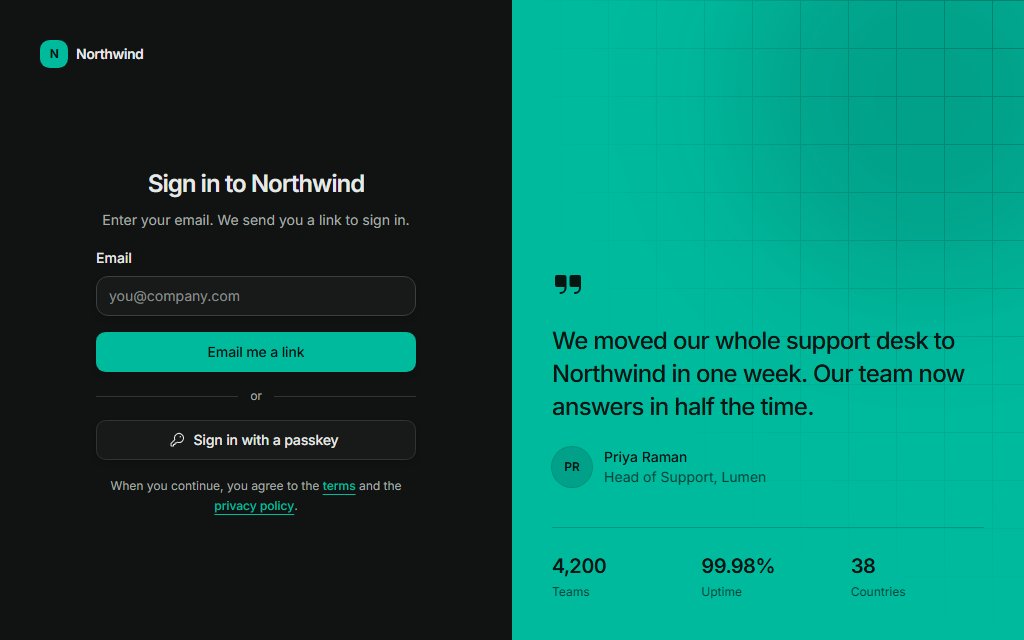 N
Northwind
Sign in to Northwind
Enter your email. We send you a link to sign in.
Email
you@company.com
Email me a link
or
Sign in with a passkey
When you continue, you agree to the terms and the
privacy policy.
We moved our whole support desk to
Northwind in one week. Our team now
answers in half the time.
PR
Priya Raman
Head of Support, Lumen
4,200
Teams
99.98%
Uptime
38
Countries